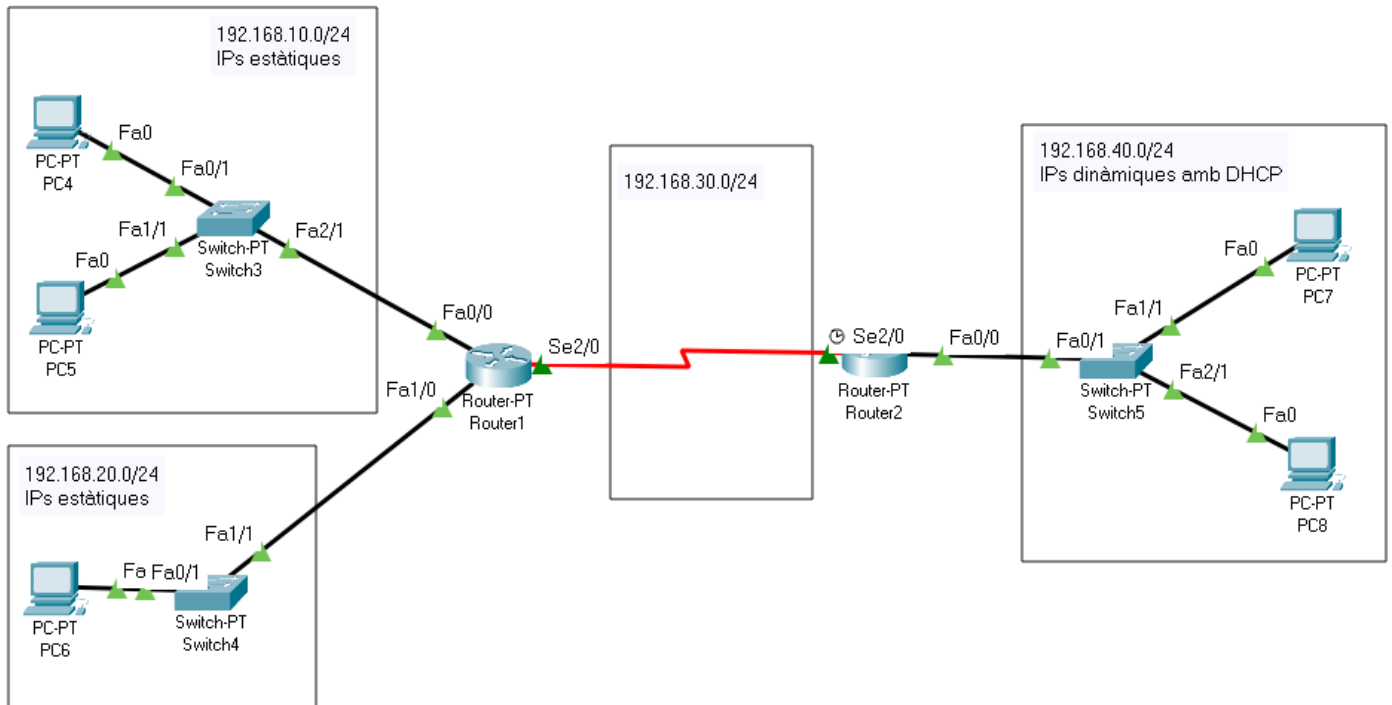 192.168.10.0/24
IPs estàtiques
Fa0
PC-PT
PC4
Fa0/1
Fa1/1
Fa0
PC-PT
PC5
Switch-PT
Switch3
Fa2/1
Fa0/0
Se2/0
Fa1/0
Router-PT
Router1
192.168.20.0/24
IPs estàtiques
Fa1/1
Fa
Fa0/1
PC-PT
PC6
Switch-PT
Switch4
192.168.30.0/24
Se2/0
Fa0/0
Router-PT
Router2
192.168.40.0/24
IPs dinàmiques amb DHCP
Fa0
PC-PT
PC7
Fa1/1
Fa0/1
Switch-PT
Switch5
Fa2/1
Fa0
PC-PT
PC8